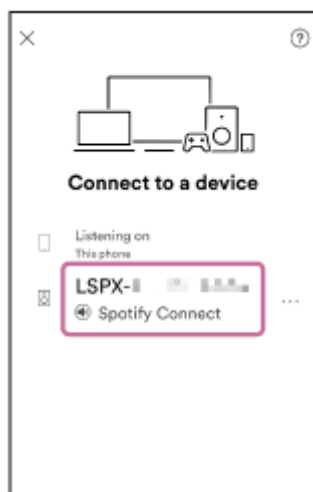 Connect to a device
Listening on
This phone
LSPX-
Spotify Connect